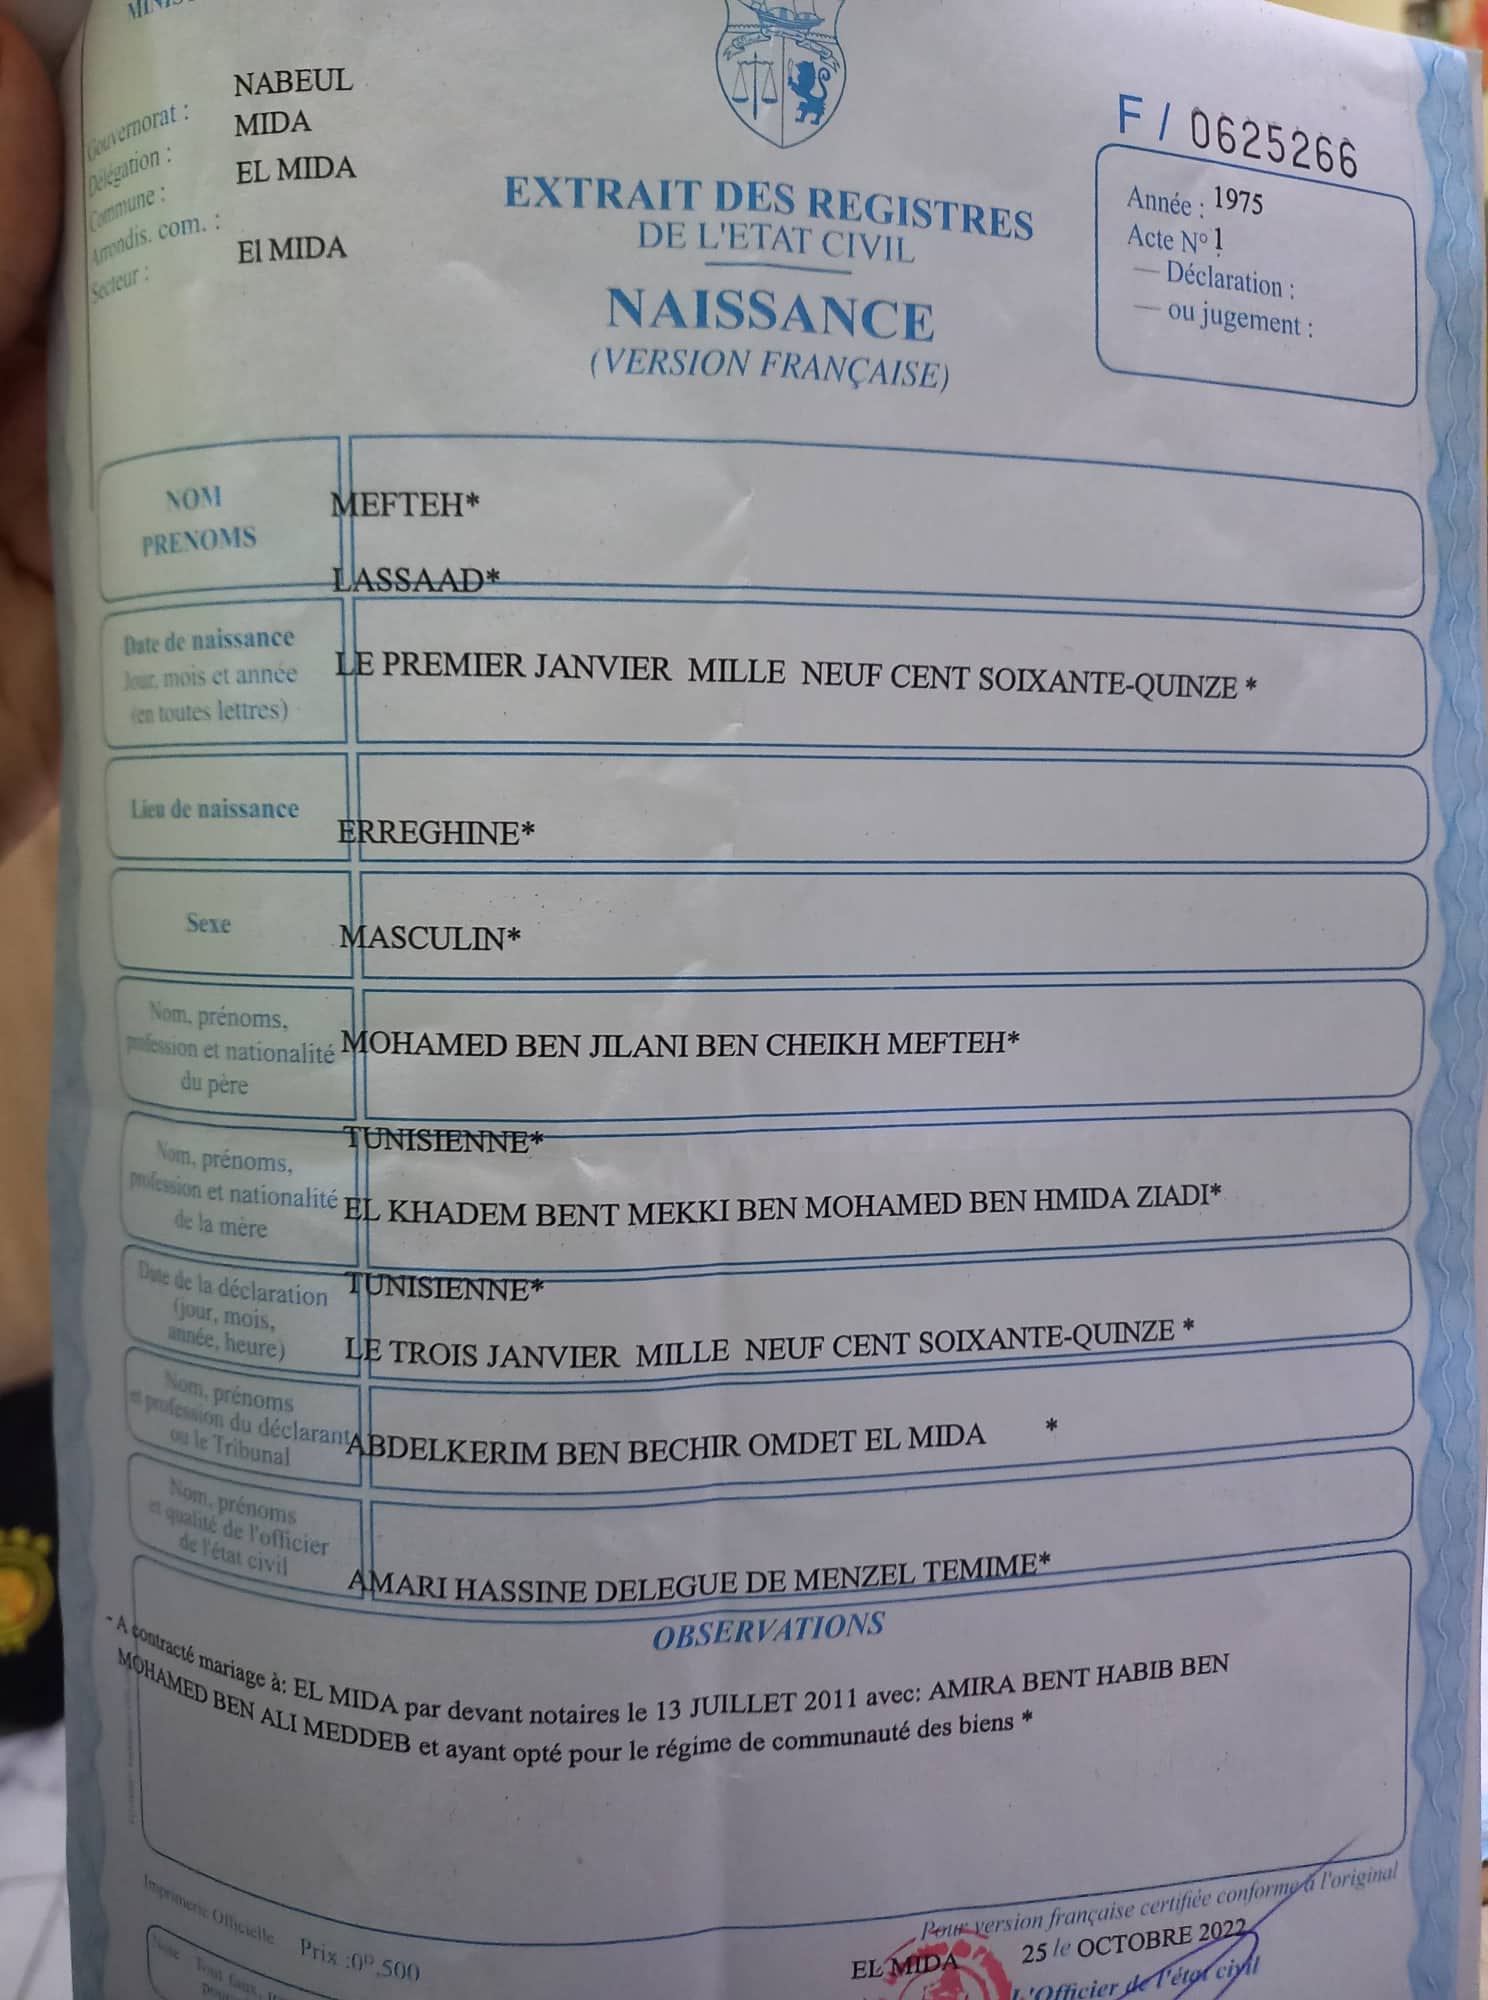 Gouvernorat : NABEUL
Délégation : MIDA
Commune : EL MIDA
Arrondis. com. :
Secteur : El MIDA
F / 0625266
Année : 1975
Acte Nº 1
— Déclaration :
— ou jugement :
EXTRAIT DES REGISTRES
DE L'ETAT CIVIL
NAISSANCE
(VERSION FRANÇAISE)
NOM
PRENOMS
MEFTEH*
LASSAAD*
Date de naissance
Jour, mois et année
(en toutes lettres)
LE PREMIER JANVIER MILLE NEUF CENT SOIXANTE-QUINZE *
Lieu de naissance
ERREGHINE*
Sexe
MASCULIN*
Nom, prénoms,
profession et nationalité
du père
MOHAMED BEN JILANI BEN CHEIKH MEFTEH*
TUNISIENNE*
Nom, prénoms,
profession et nationalité
de la mère
EL KHADEM BENT MEKKI BEN MOHAMED BEN HMIDA ZIADI*
TUNISIENNE*
Date de la déclaration
(jour, mois,
année, heure)
LE TROIS JANVIER MILLE NEUF CENT SOIXANTE-QUINZE *
Nom, prénoms
et profession du déclarant
ou le Tribunal
ABDELKERIM BEN BECHIR OMDET EL MIDA *
Nom, prénoms
et qualité de l'officier
de l'état civil
AMARI HASSINE DELEGUE DE MENZEL TEMIME*
OBSERVATIONS
- A contracté mariage à: EL MIDA par devant notaires le 13 JUILLET 2011 avec: AMIRA BENT HABIB BEN
MOHAMED BEN ALI MEDDEB et ayant opté pour le régime de communauté des biens *
Imprimerie Officielle
Prix :0ᴰ,500
Pour version française certifiée conforme à l'original
EL MIDA 25 le OCTOBRE 2022
L'Officier de l'état civil
Note Tout faux,